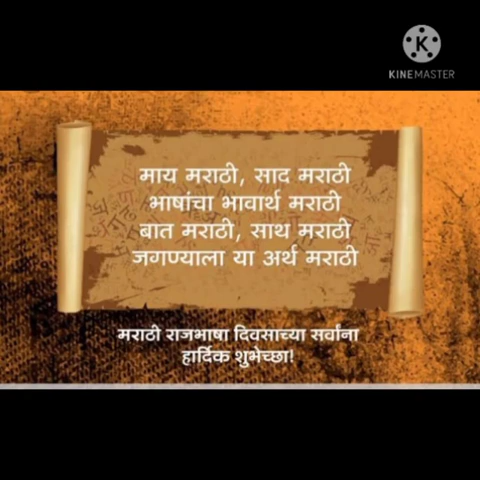 KINEMASTER
माय मराठी, साद मराठी
भाषांचा भावार्थ मराठी
बात मराठी, साथ मराठी
जगण्याला या अर्थ मराठी
मराठी राजभाषा दिवसाच्या सर्वांना
हार्दिक शुभेच्छा!